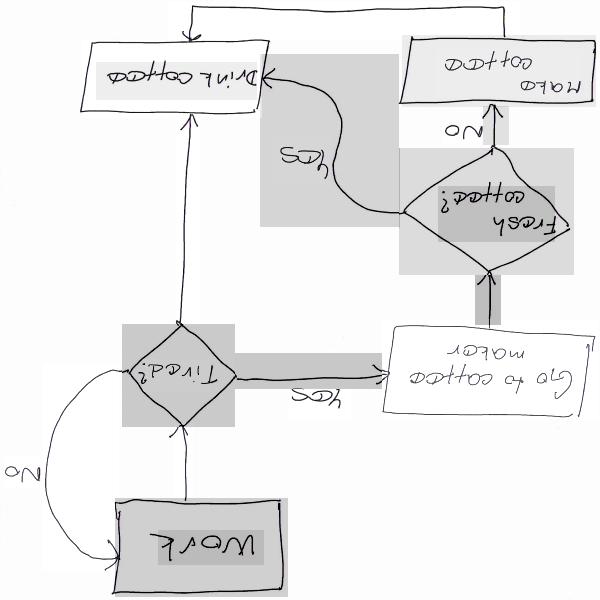 Work
No
Tired?
Yes
Go to coffee
maker
Fresh
coffee?
Yes
No
Make
coffee
Drink coffee